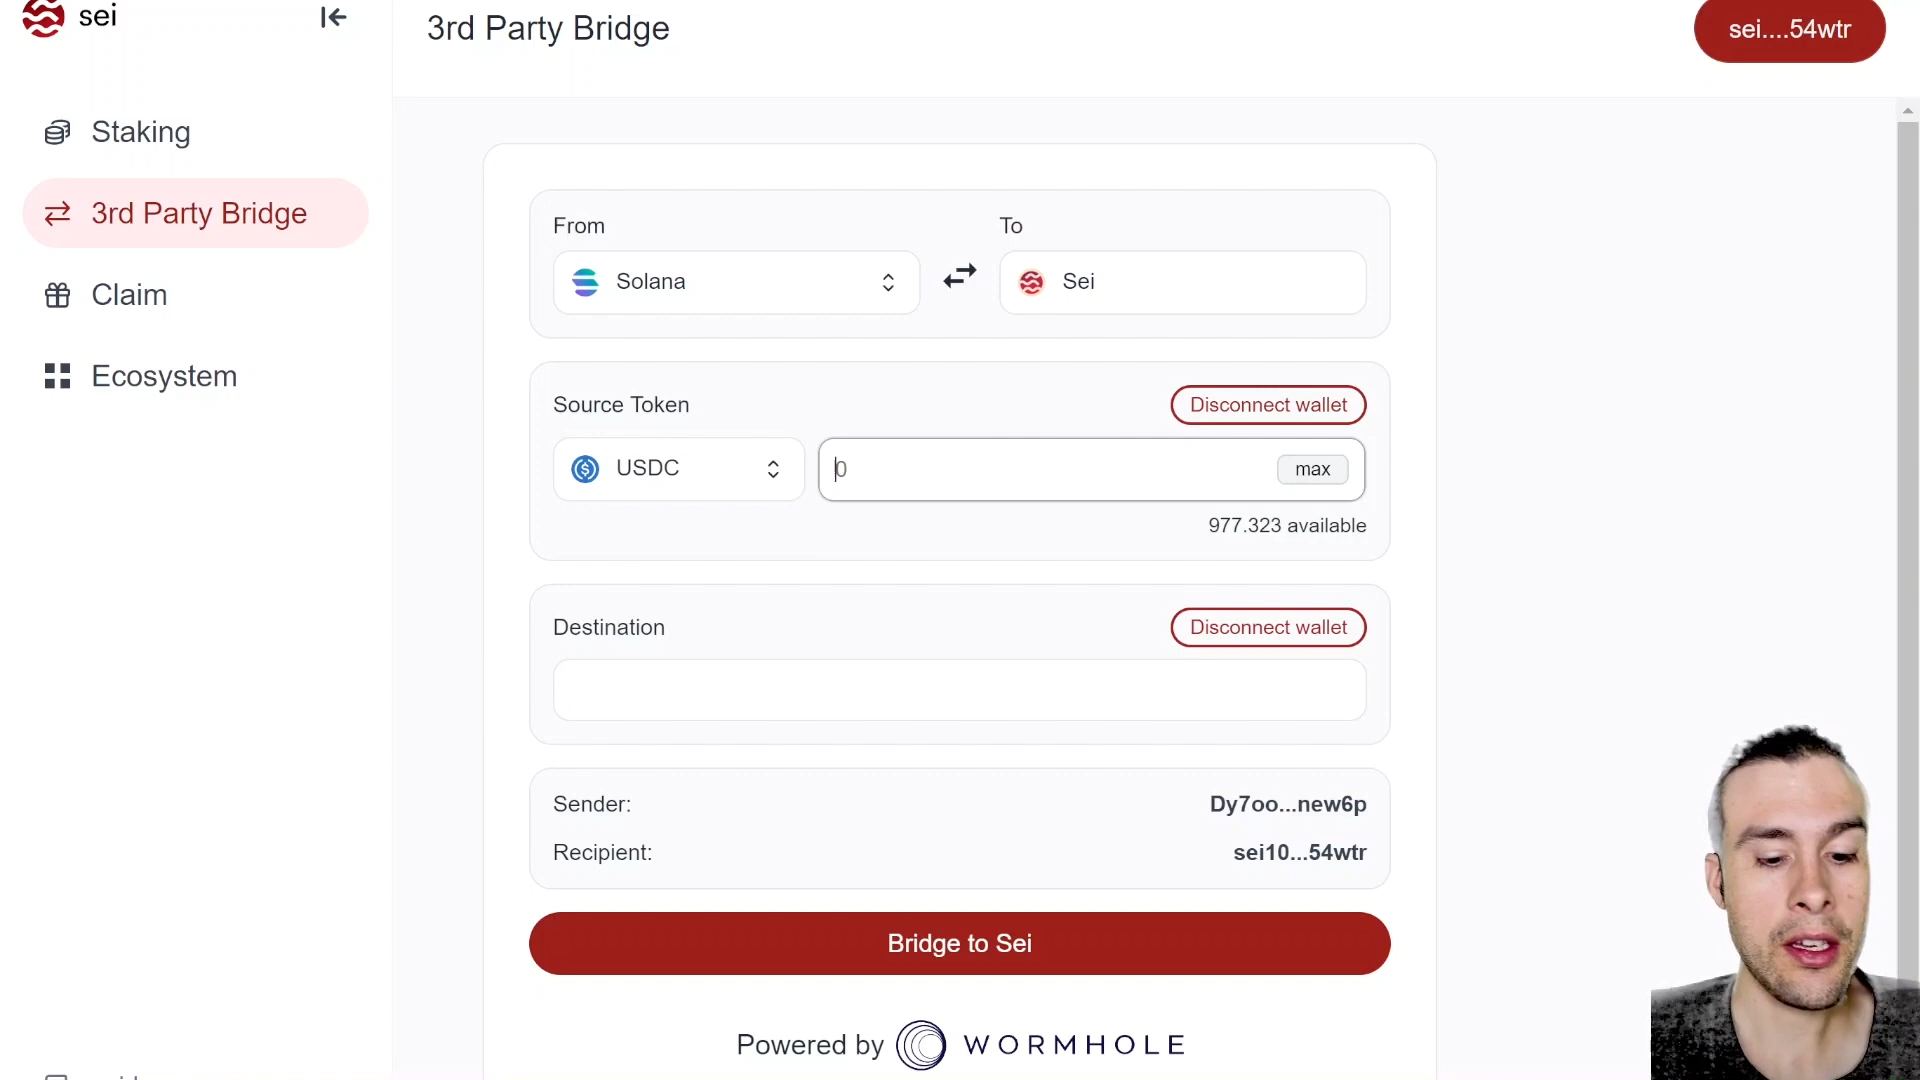 sei
3rd Party Bridge
sei....54wtr
Staking
3rd Party Bridge
Claim
Ecosystem
From
To
Solana
Sei
Source Token
Disconnect wallet
USDC
0
max
977.323 available
Destination
Disconnect wallet
Sender:
Dy7oo...new6p
Recipient:
sei10...54wtr
Bridge to Sei
Powered by WORMHOLE